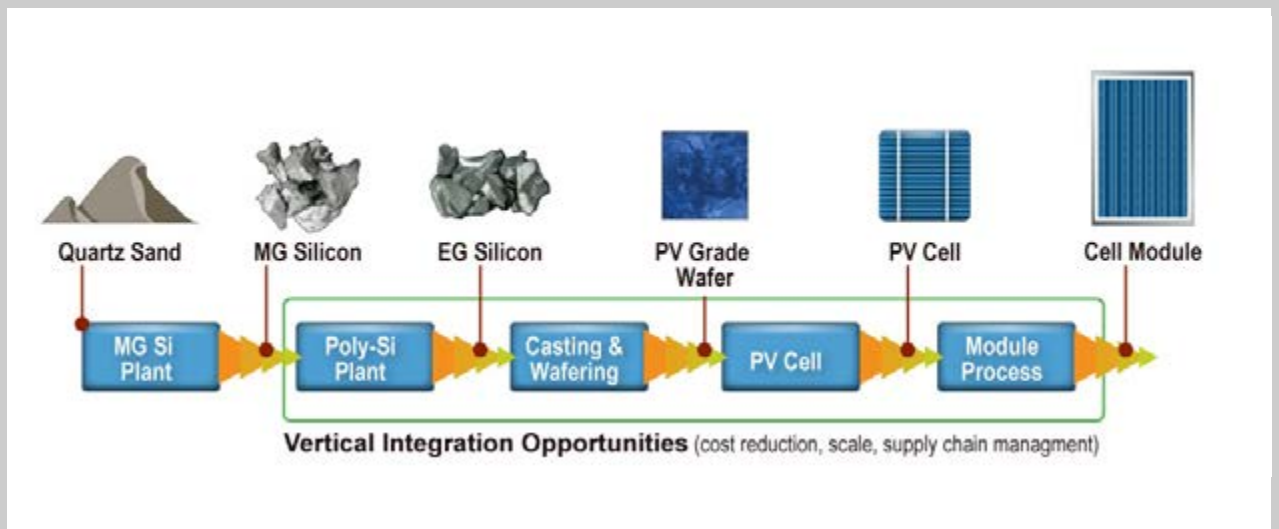 Quartz Sand
MG Silicon
EG Silicon
PV Grade
Wafer
PV Cell
Cell Module
MG Si
Plant
Poly-Si
Plant
Casting &
Wafering
PV Cell
Module
Process
Vertical Integration Opportunities (cost reduction, scale, supply chain managment)